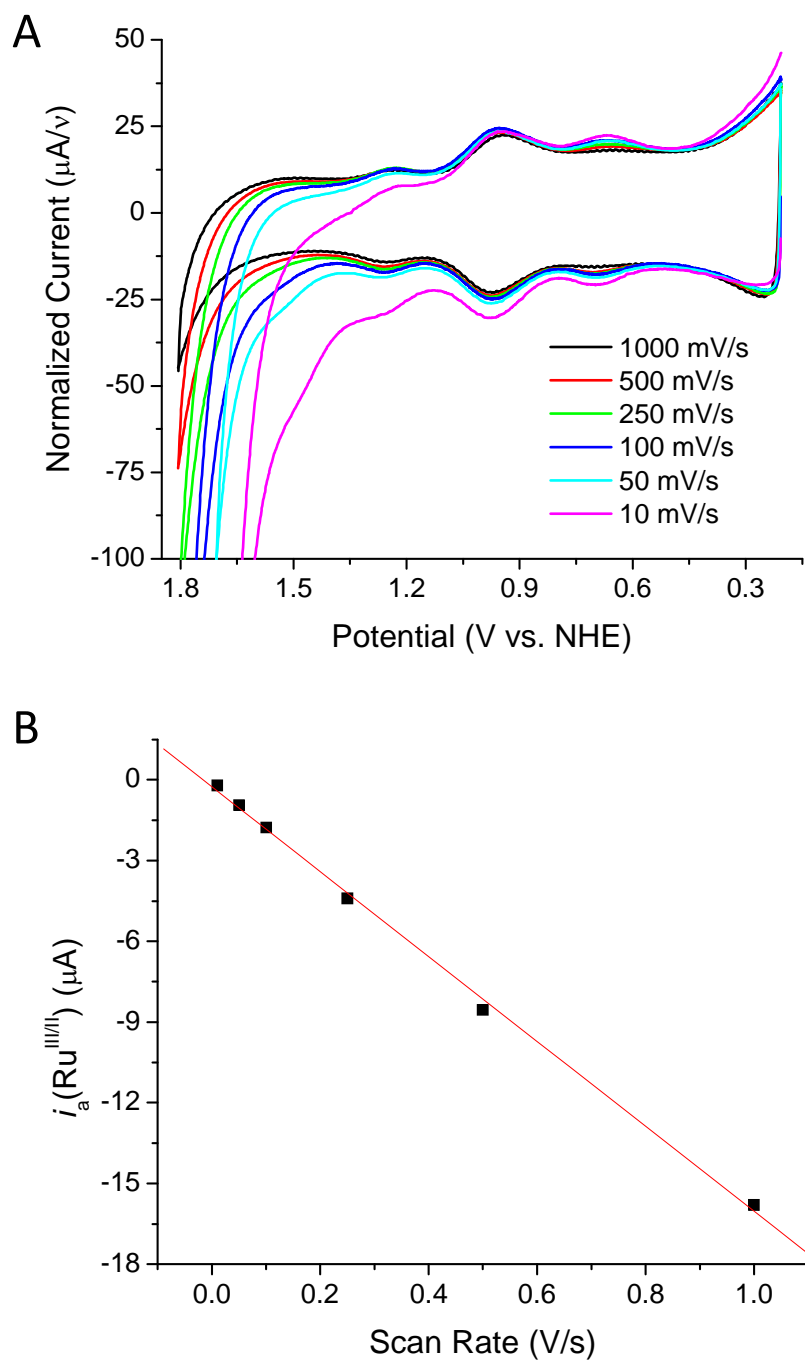 A
Normalized Current (μA/ν)
50
25
0
-25
-50
-75
-100
1000 mV/s
500 mV/s
250 mV/s
100 mV/s
50 mV/s
10 mV/s
1.8 1.5 1.2 0.9 0.6 0.3
Potential (V vs. NHE)
B
i_a(Ru^III/II) (μA)
0
-3
-6
-9
-12
-15
-18
0.0 0.2 0.4 0.6 0.8 1.0
Scan Rate (V/s)